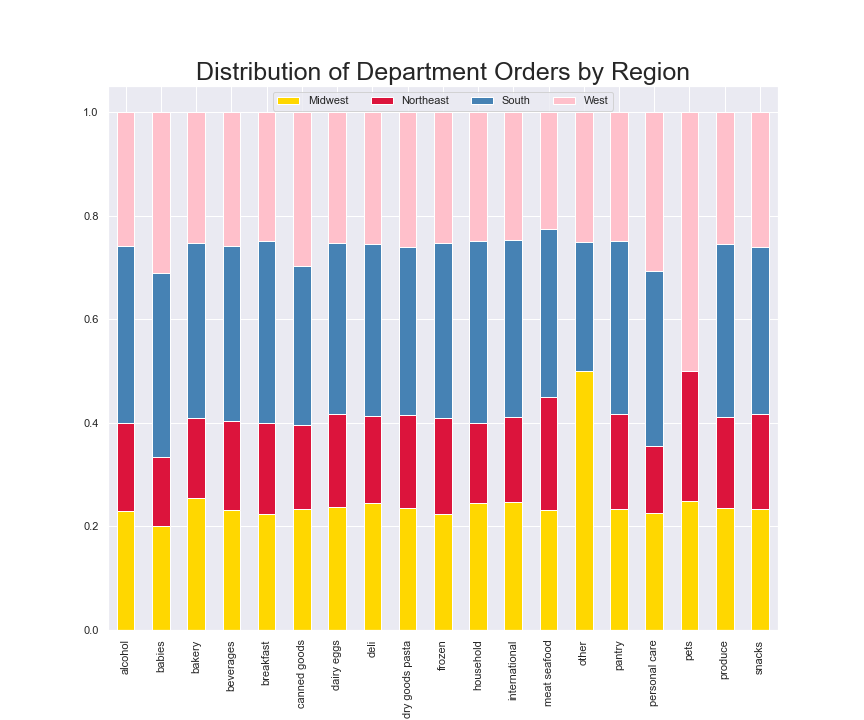 Distribution of Department Orders by Region
Midwest Northeast South West
1.0
0.8
0.6
0.4
0.2
0.0
alcohol
babies
bakery
beverages
breakfast
canned goods
dairy eggs
deli
dry goods pasta
frozen
household
international
meat seafood
other
pantry
personal care
pets
produce
snacks